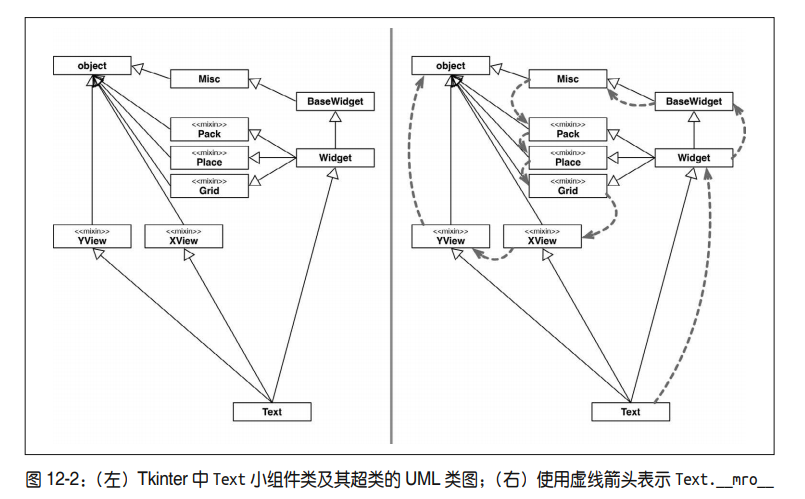 object
Misc
BaseWidget
<<mixin>>
Pack
<<mixin>>
Place
Widget
<<mixin>>
Grid
<<mixin>>
YView
<<mixin>>
XView
Text
object
Misc
BaseWidget
<<mixin>>
Pack
<<mixin>>
Place
Widget
<<mixin>>
Grid
<<mixin>>
YView
<<mixin>>
XView
Text
图 12-2:（左）Tkinter 中 Text 小组件类及其超类的 UML 类图；（右）使用虚线箭头表示 Text.__mro__